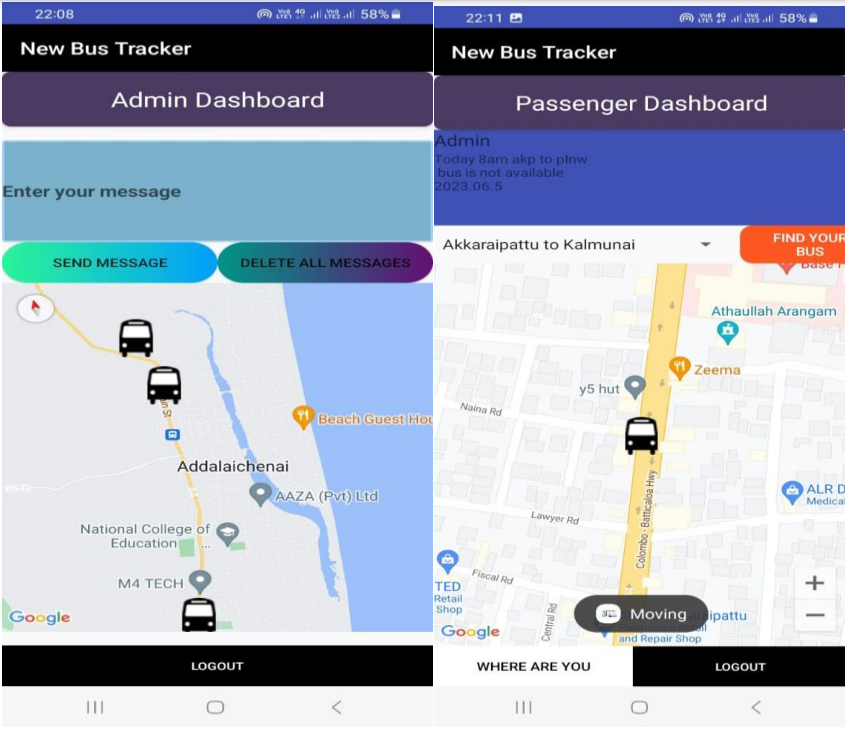 22:08
58%
New Bus Tracker
Admin Dashboard
Enter your message
SEND MESSAGE
DELETE ALL MESSAGES
Beach Guest Hou
Addalaichenai
AAZA (Pvt) Ltd
National College of
Education
M4 TECH
Google
LOGOUT
22:11
58%
New Bus Tracker
Passenger Dashboard
Admin
Today 8am akp to plnw
bus is not available
2023.06.5
Akkaraipattu to Kalmunai
FIND YOUR
BUS
Athaullah Arangam
Zeema
y5 hut
Naina Rd
ALR D
Medica
Lawyer Rd
Colombo - Batticaloa Hwy
Fiscal Rd
TED
Retail
Shop
Central Rd
Moving
aipattu
and Repair Shop
+
−
Google
WHERE ARE YOU
LOGOUT